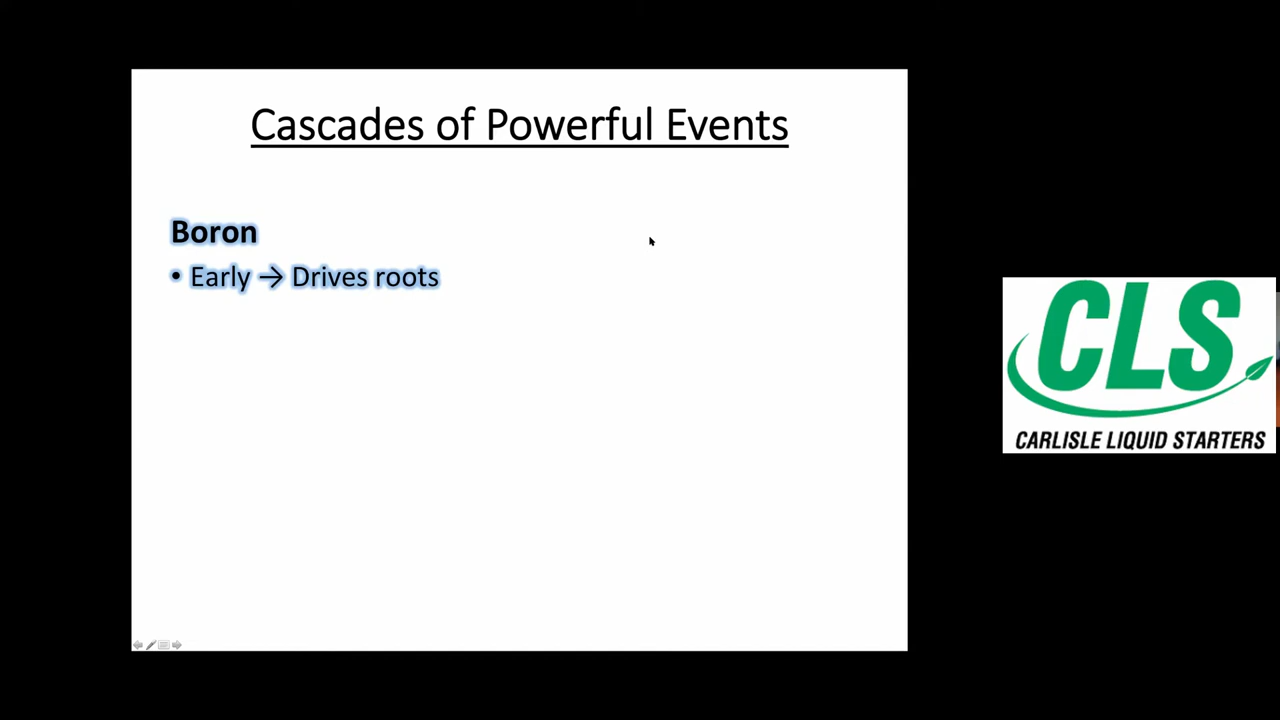 Cascades of Powerful Events
Boron
• Early → Drives roots
CLS
CARLISLE LIQUID STARTERS